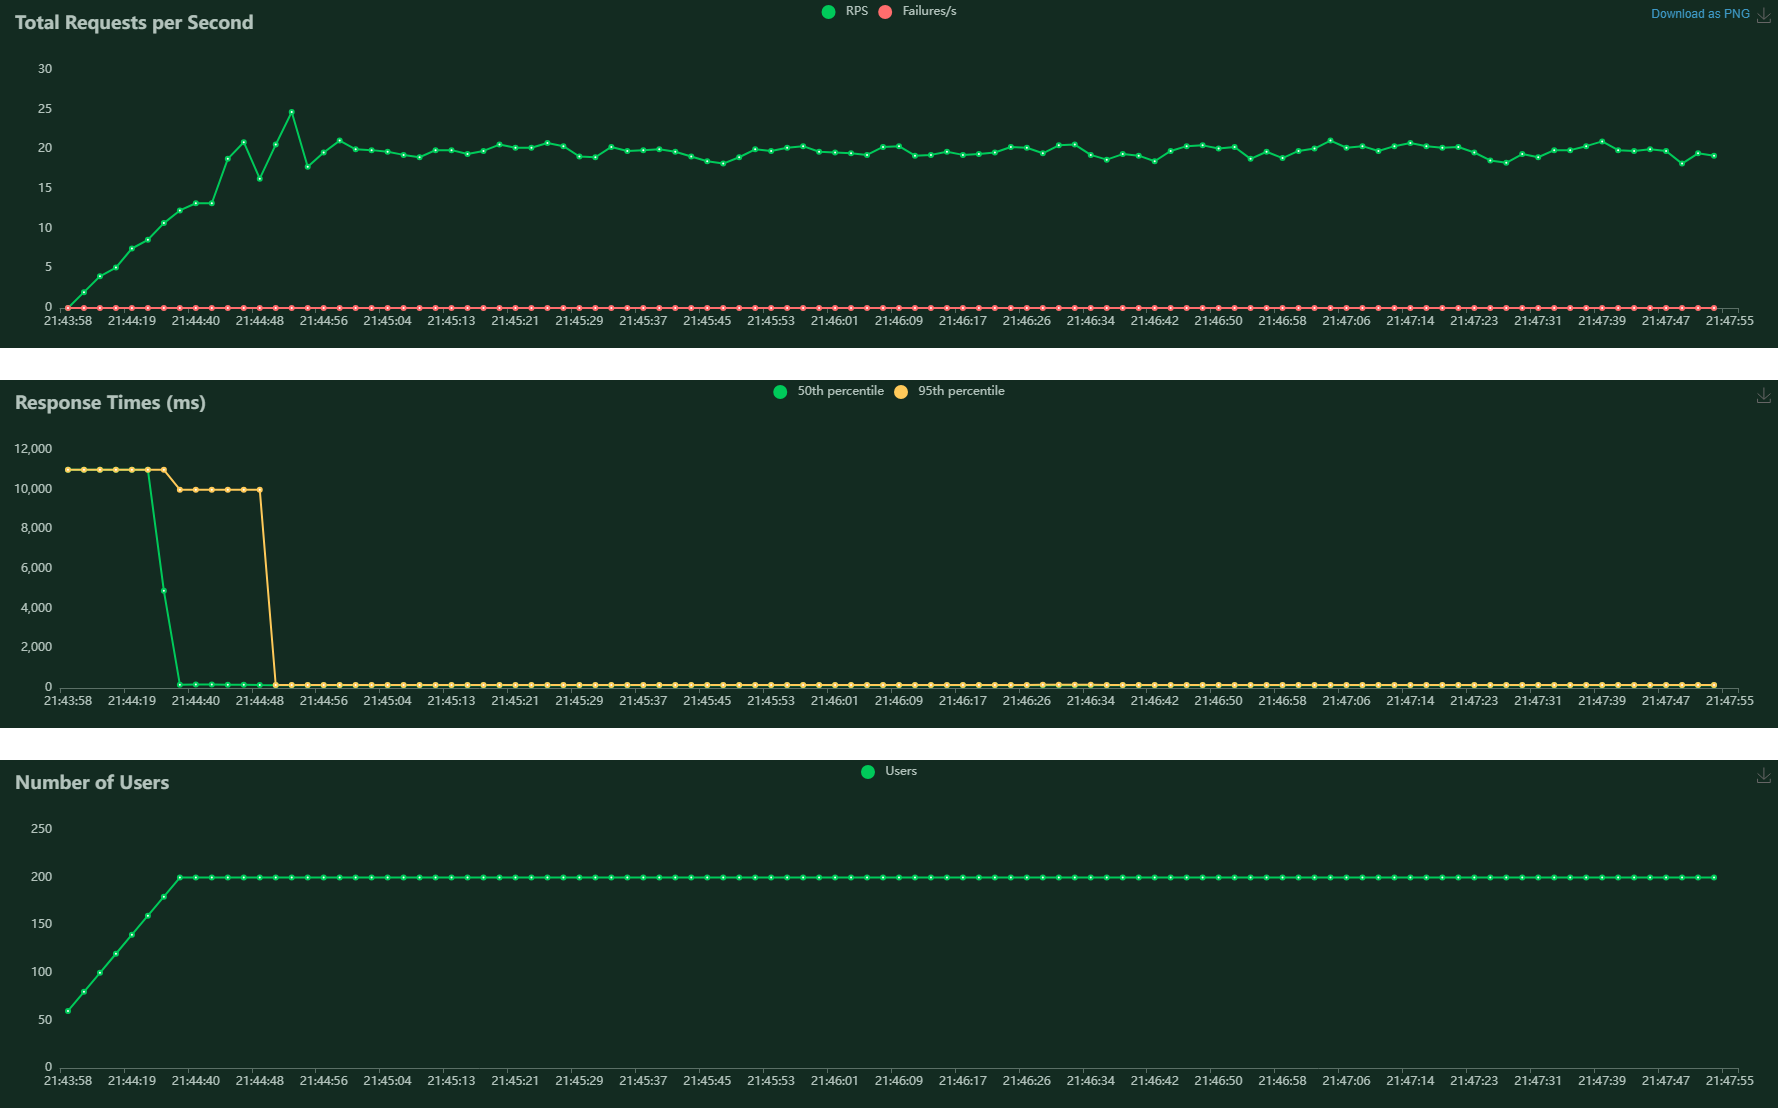 Total Requests per Second
RPS Failures/s
Download as PNG
30
25
20
15
10
5
0
21:43:58 21:44:19 21:44:40 21:44:48 21:44:56 21:45:04 21:45:13 21:45:21 21:45:29 21:45:37 21:45:45 21:45:53 21:46:01 21:46:09 21:46:17 21:46:26 21:46:34 21:46:42 21:46:50 21:46:58 21:47:06 21:47:14 21:47:23 21:47:31 21:47:39 21:47:47 21:47:55
Response Times (ms)
50th percentile 95th percentile
12,000
10,000
8,000
6,000
4,000
2,000
0
21:43:58 21:44:19 21:44:40 21:44:48 21:44:56 21:45:04 21:45:13 21:45:21 21:45:29 21:45:37 21:45:45 21:45:53 21:46:01 21:46:09 21:46:17 21:46:26 21:46:34 21:46:42 21:46:50 21:46:58 21:47:06 21:47:14 21:47:23 21:47:31 21:47:39 21:47:47 21:47:55
Number of Users
Users
250
200
150
100
50
0
21:43:58 21:44:19 21:44:40 21:44:48 21:44:56 21:45:04 21:45:13 21:45:21 21:45:29 21:45:37 21:45:45 21:45:53 21:46:01 21:46:09 21:46:17 21:46:26 21:46:34 21:46:42 21:46:50 21:46:58 21:47:06 21:47:14 21:47:23 21:47:31 21:47:39 21:47:47 21:47:55